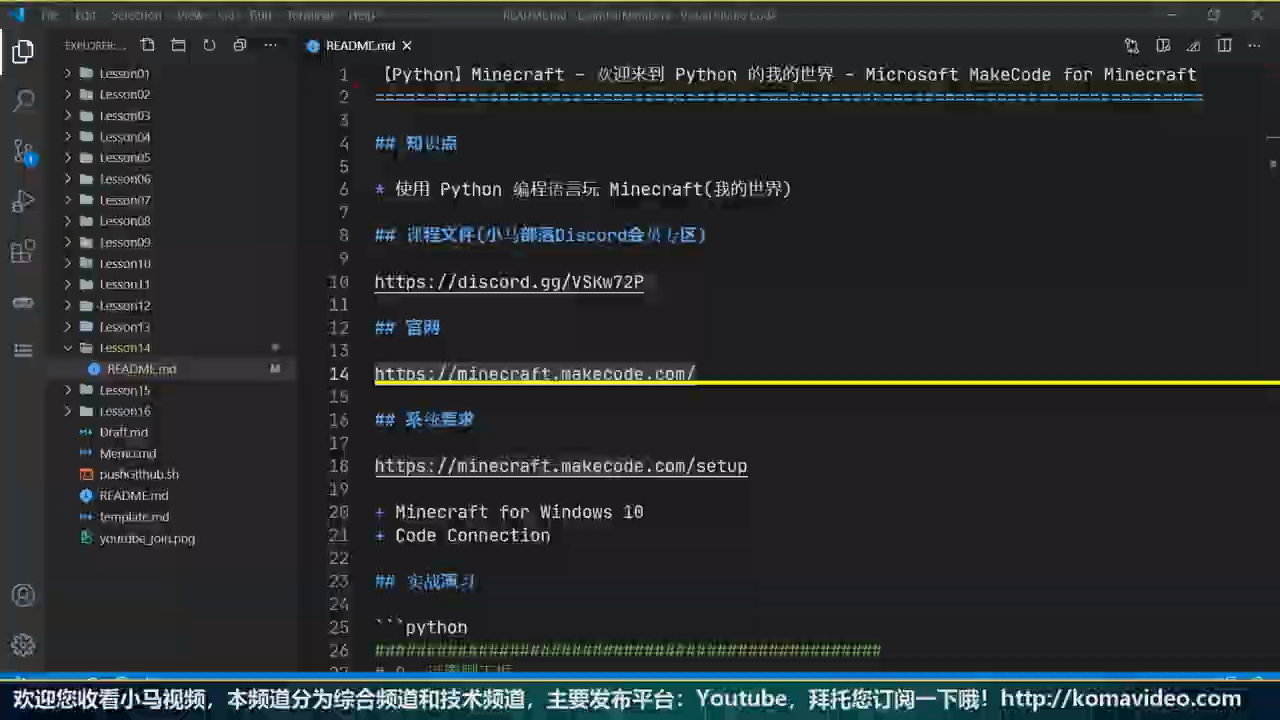 File Edit Selection View Go Run Terminal Help
EXPLORER:...
README.md
Lesson01
Lesson02
Lesson03
Lesson04
Lesson05
Lesson06
Lesson07
Lesson08
Lesson09
Lesson10
Lesson11
Lesson12
Lesson13
Lesson14
README.md M
Lesson15
Lesson16
Draft.md
Memo.md
pushGithub.sh
README.md
template.md
youtube_join.png
1 【Python】Minecraft - 欢迎来到 Python 的我的世界 - Microsoft MakeCode for Minecraft
2 ================================================================================
3
4 ## 知识点
5
6 * 使用 Python 编程语言玩 Minecraft(我的世界)
7
8 ## 课程文件(小马部落Discord会员专区)
9
10 https://discord.gg/VSKw72P
11
12 ## 官网
13
14 https://minecraft.makecode.com/
15
16 ## 系统要求
17
18 https://minecraft.makecode.com/setup
19
20 + Minecraft for Windows 10
21 + Code Connection
22
23 ## 实战演习
24
25 ```python
26 #################################################
欢迎您收看小马视频，本频道分为综合频道和技术频道，主要发布平台：Youtube，拜托您订阅一下哦！http://komavideo.com